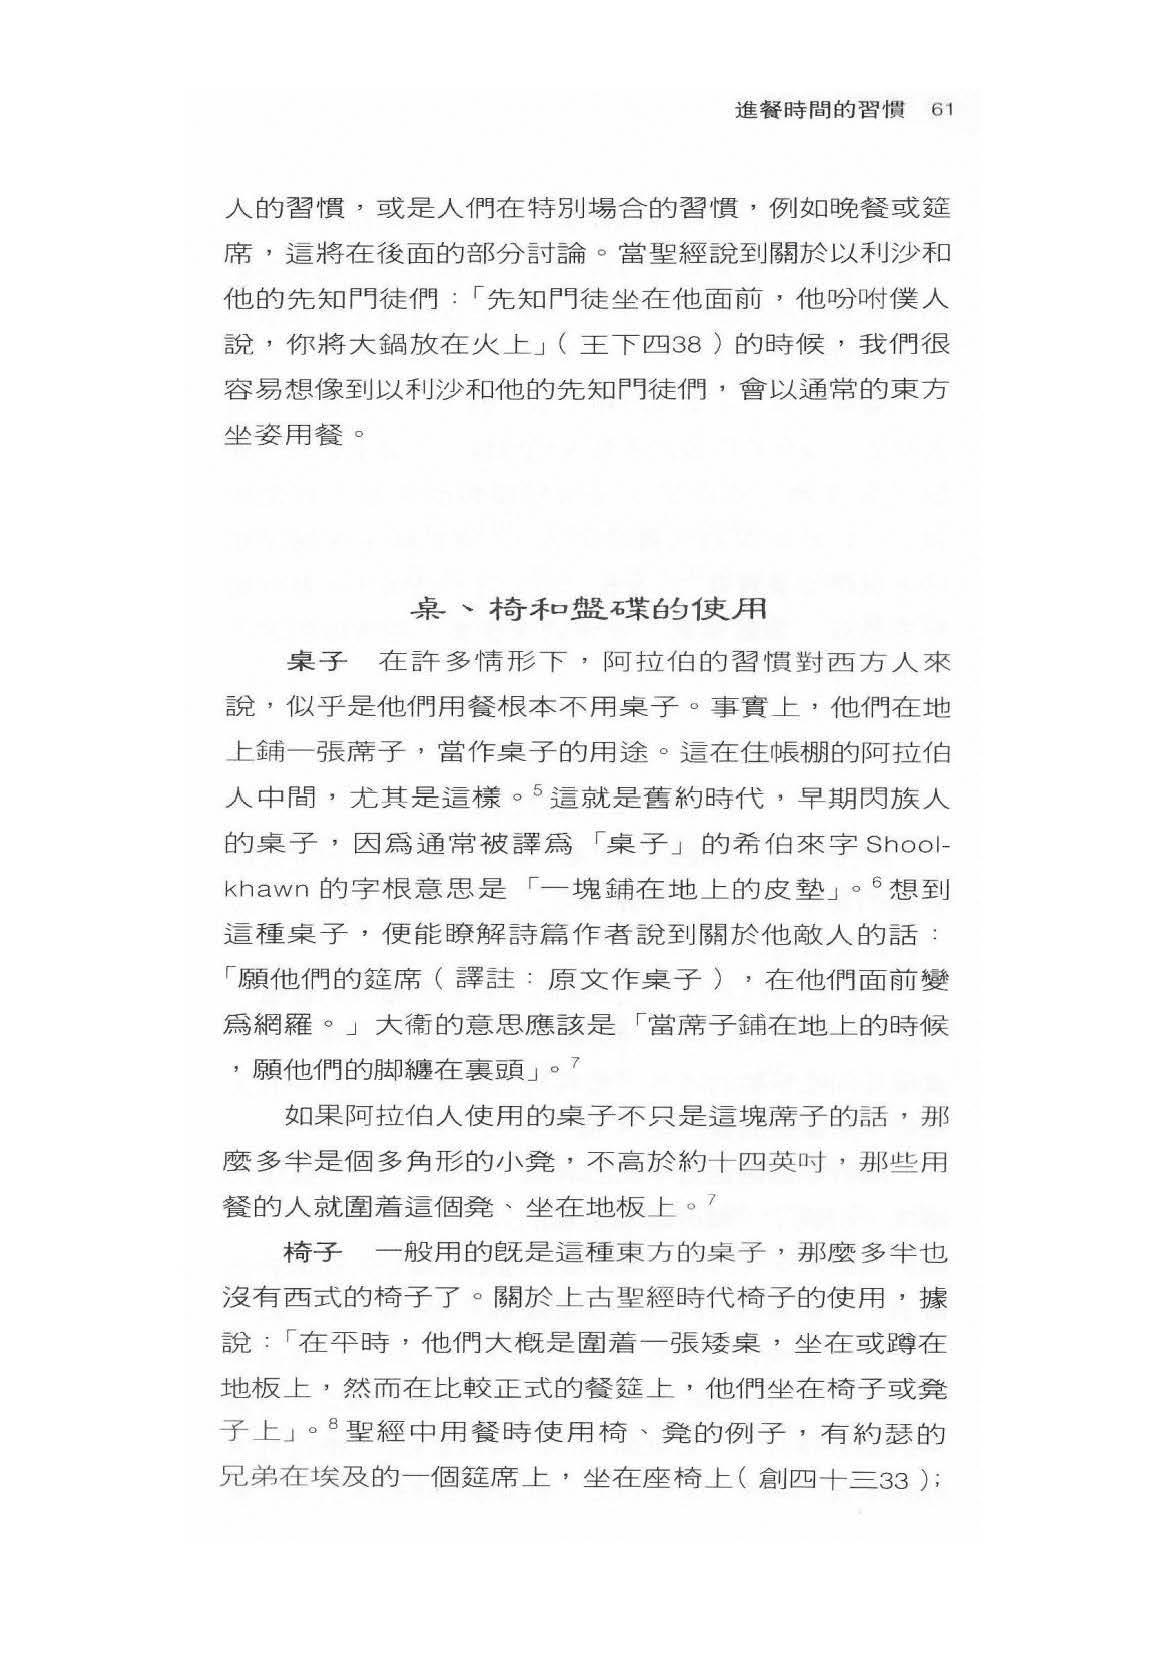 進餐時間的習慣　61
人的習慣，或是人們在特別場合的習慣，例如晚餐或筵
席，這將在後面的部分討論。當聖經說到關於以利沙和
他的先知門徒們：「先知門徒坐在他面前，他吩咐僕人
說，你將大鍋放在火上」（王下四38）的時候，我們很
容易想像到以利沙和他的先知門徒們，會以通常的東方
坐姿用餐。
桌、椅和盤碟的使用
桌子　在許多情形下，阿拉伯的習慣對西方人來
說，似乎是他們用餐根本不用桌子。事實上，他們在地
上鋪一張蓆子，當作桌子的用途。這在住帳棚的阿拉伯
人中間，尤其是這樣。⁵這就是舊約時代，早期閃族人
的桌子，因爲通常被譯爲「桌子」的希伯來字 Shool-
khawn 的字根意思是「一塊鋪在地上的皮墊」。⁶想到
這種桌子，便能瞭解詩篇作者說到關於他敵人的話：
「願他們的筵席（譯註：原文作桌子），在他們面前變
爲網羅。」大衞的意思應該是「當蓆子鋪在地上的時候
，願他們的脚纏在裏頭」。⁷
如果阿拉伯人使用的桌子不只是這塊蓆子的話，那
麼多半是個多角形的小凳，不高於約十四英吋，那些用
餐的人就圍着這個凳、坐在地板上。⁷
椅子　一般用的旣是這種東方的桌子，那麼多半也
沒有西式的椅子了。關於上古聖經時代椅子的使用，據
說：「在平時，他們大槪是圍着一張矮桌，坐在或蹲在
地板上，然而在比較正式的餐筵上，他們坐在椅子或凳
子上」。⁸聖經中用餐時使用椅、凳的例子，有約瑟的
兄弟在埃及的一個筵席上，坐在座椅上（創四十三33）；